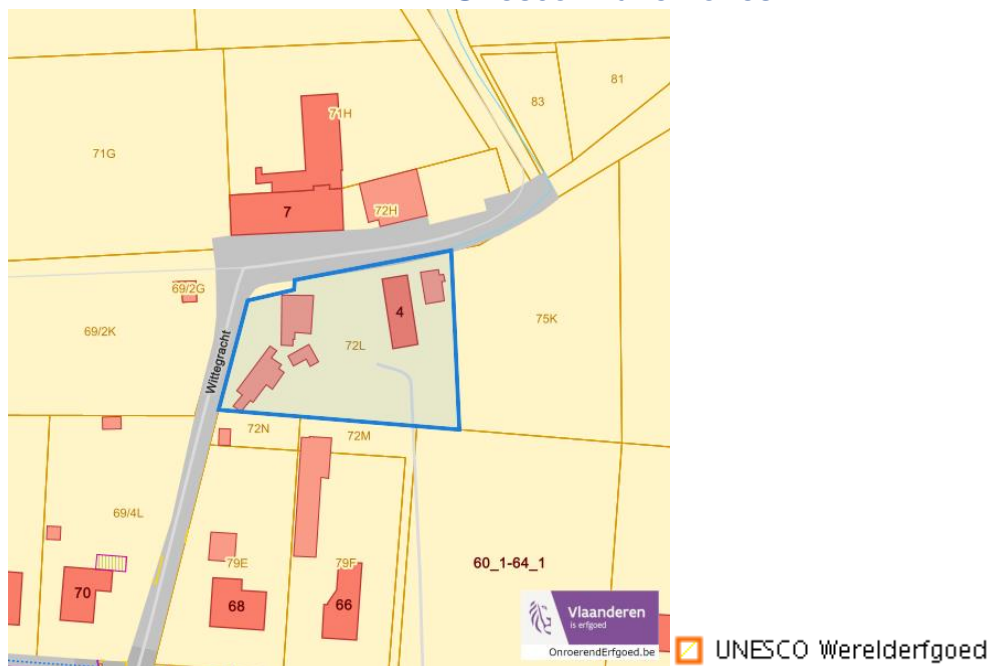 81
83
71H
71G
7
72H
69/2G
4
75K
69/2K
Wittegracht
72L
72N
72M
69/4L
60_1-64_1
79E
79F
70
68
66
Vlaanderen
is erfgoed
OnroerendErfgoed.be
UNESCO Werelderfgoed